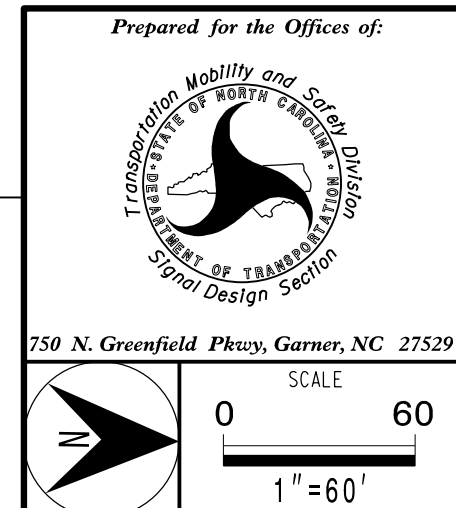 Prepared for the Offices of:
Transportation Mobility and Safety Division
STATE OF NORTH CAROLINA
DEPARTMENT OF TRANSPORTATION
Signal Design Section
750 N. Greenfield Pkwy, Garner, NC 27529
N
SCALE
0 60
1"=60'